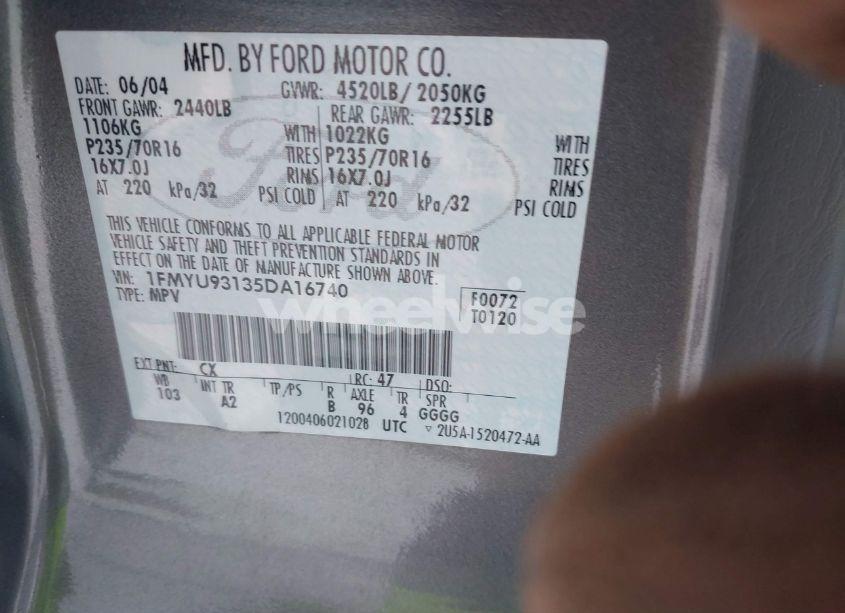 MFD. BY FORD MOTOR CO.
DATE: 06/04 GVWR: 4520LB/ 2050KG
FRONT GAWR: 2440LB REAR GAWR: 2255LB
1106KG WITH 1022KG WITH
P235/70R16 TIRES P235/70R16 TIRES
16X7.0J RIMS 16X7.0J RIMS
AT 220 kPa/32 PSI COLD AT 220 kPa/32 PSI COLD
Ford
THIS VEHICLE CONFORMS TO ALL APPLICABLE FEDERAL MOTOR
VEHICLE SAFETY AND THEFT PREVENTION STANDARDS IN
EFFECT ON THE DATE OF MANUFACTURE SHOWN ABOVE.
VIN: 1FMYU93135DA16740 F0072
TYPE: MPV T0120
wheelwise
EXT PNT: CX RC: 47 DSO:
WB INT TR TP/PS R AXLE TR SPR
103 A2 B 96 4 GGGG
1200406021028 UTC ▽ 2U5A-1520472-AA